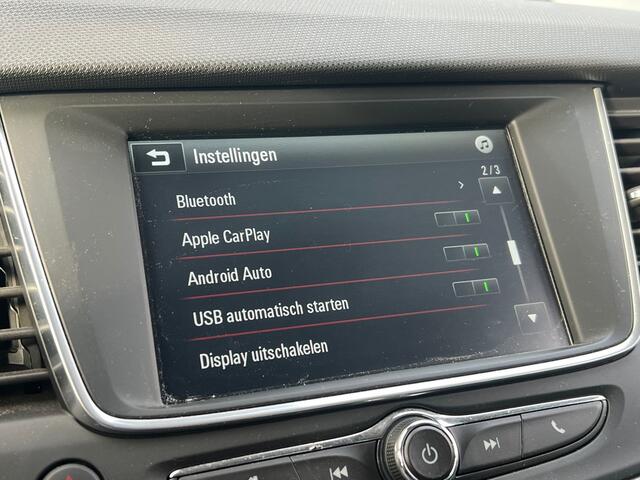 Instellingen
2/3
Bluetooth
Apple CarPlay
Android Auto
USB automatisch starten
Display uitschakelen